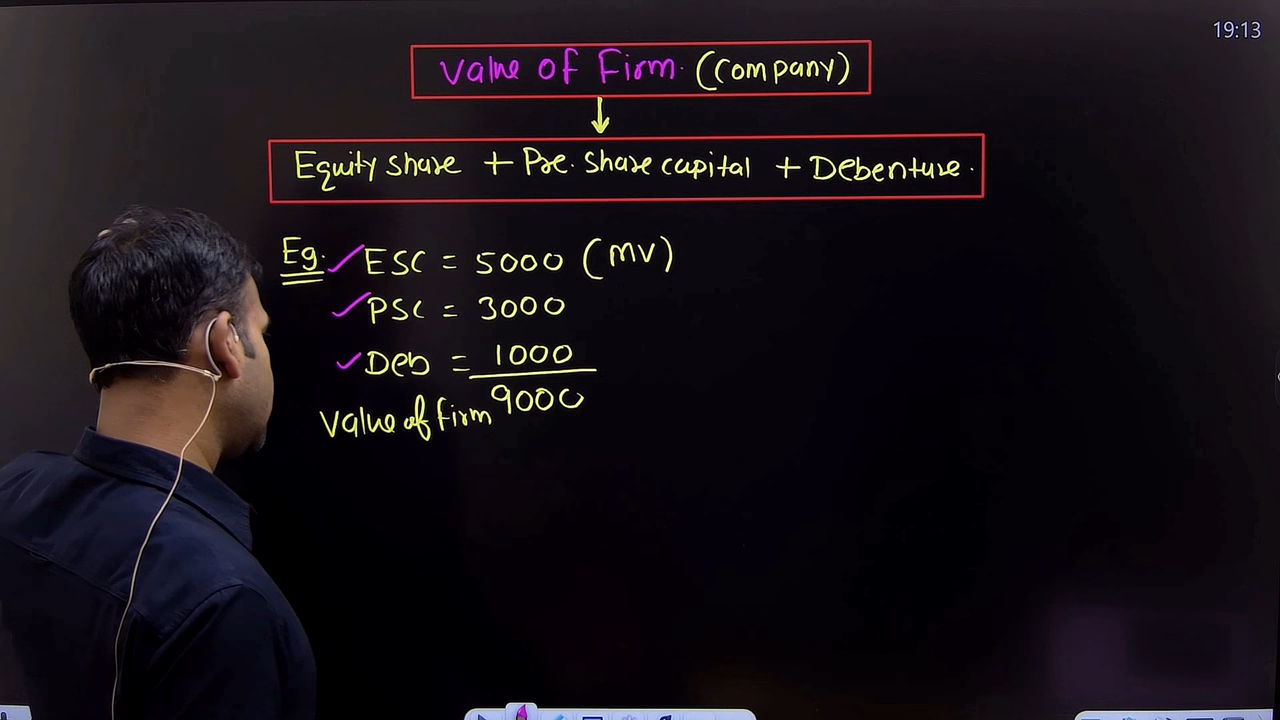 19:13
Value of Firm. (Company)
Equity share + Pre. Share capital + Debenture.
Eg. ESC = 5000 (MV)
PSC = 3000
Deb = 1000
Value of Firm 9000